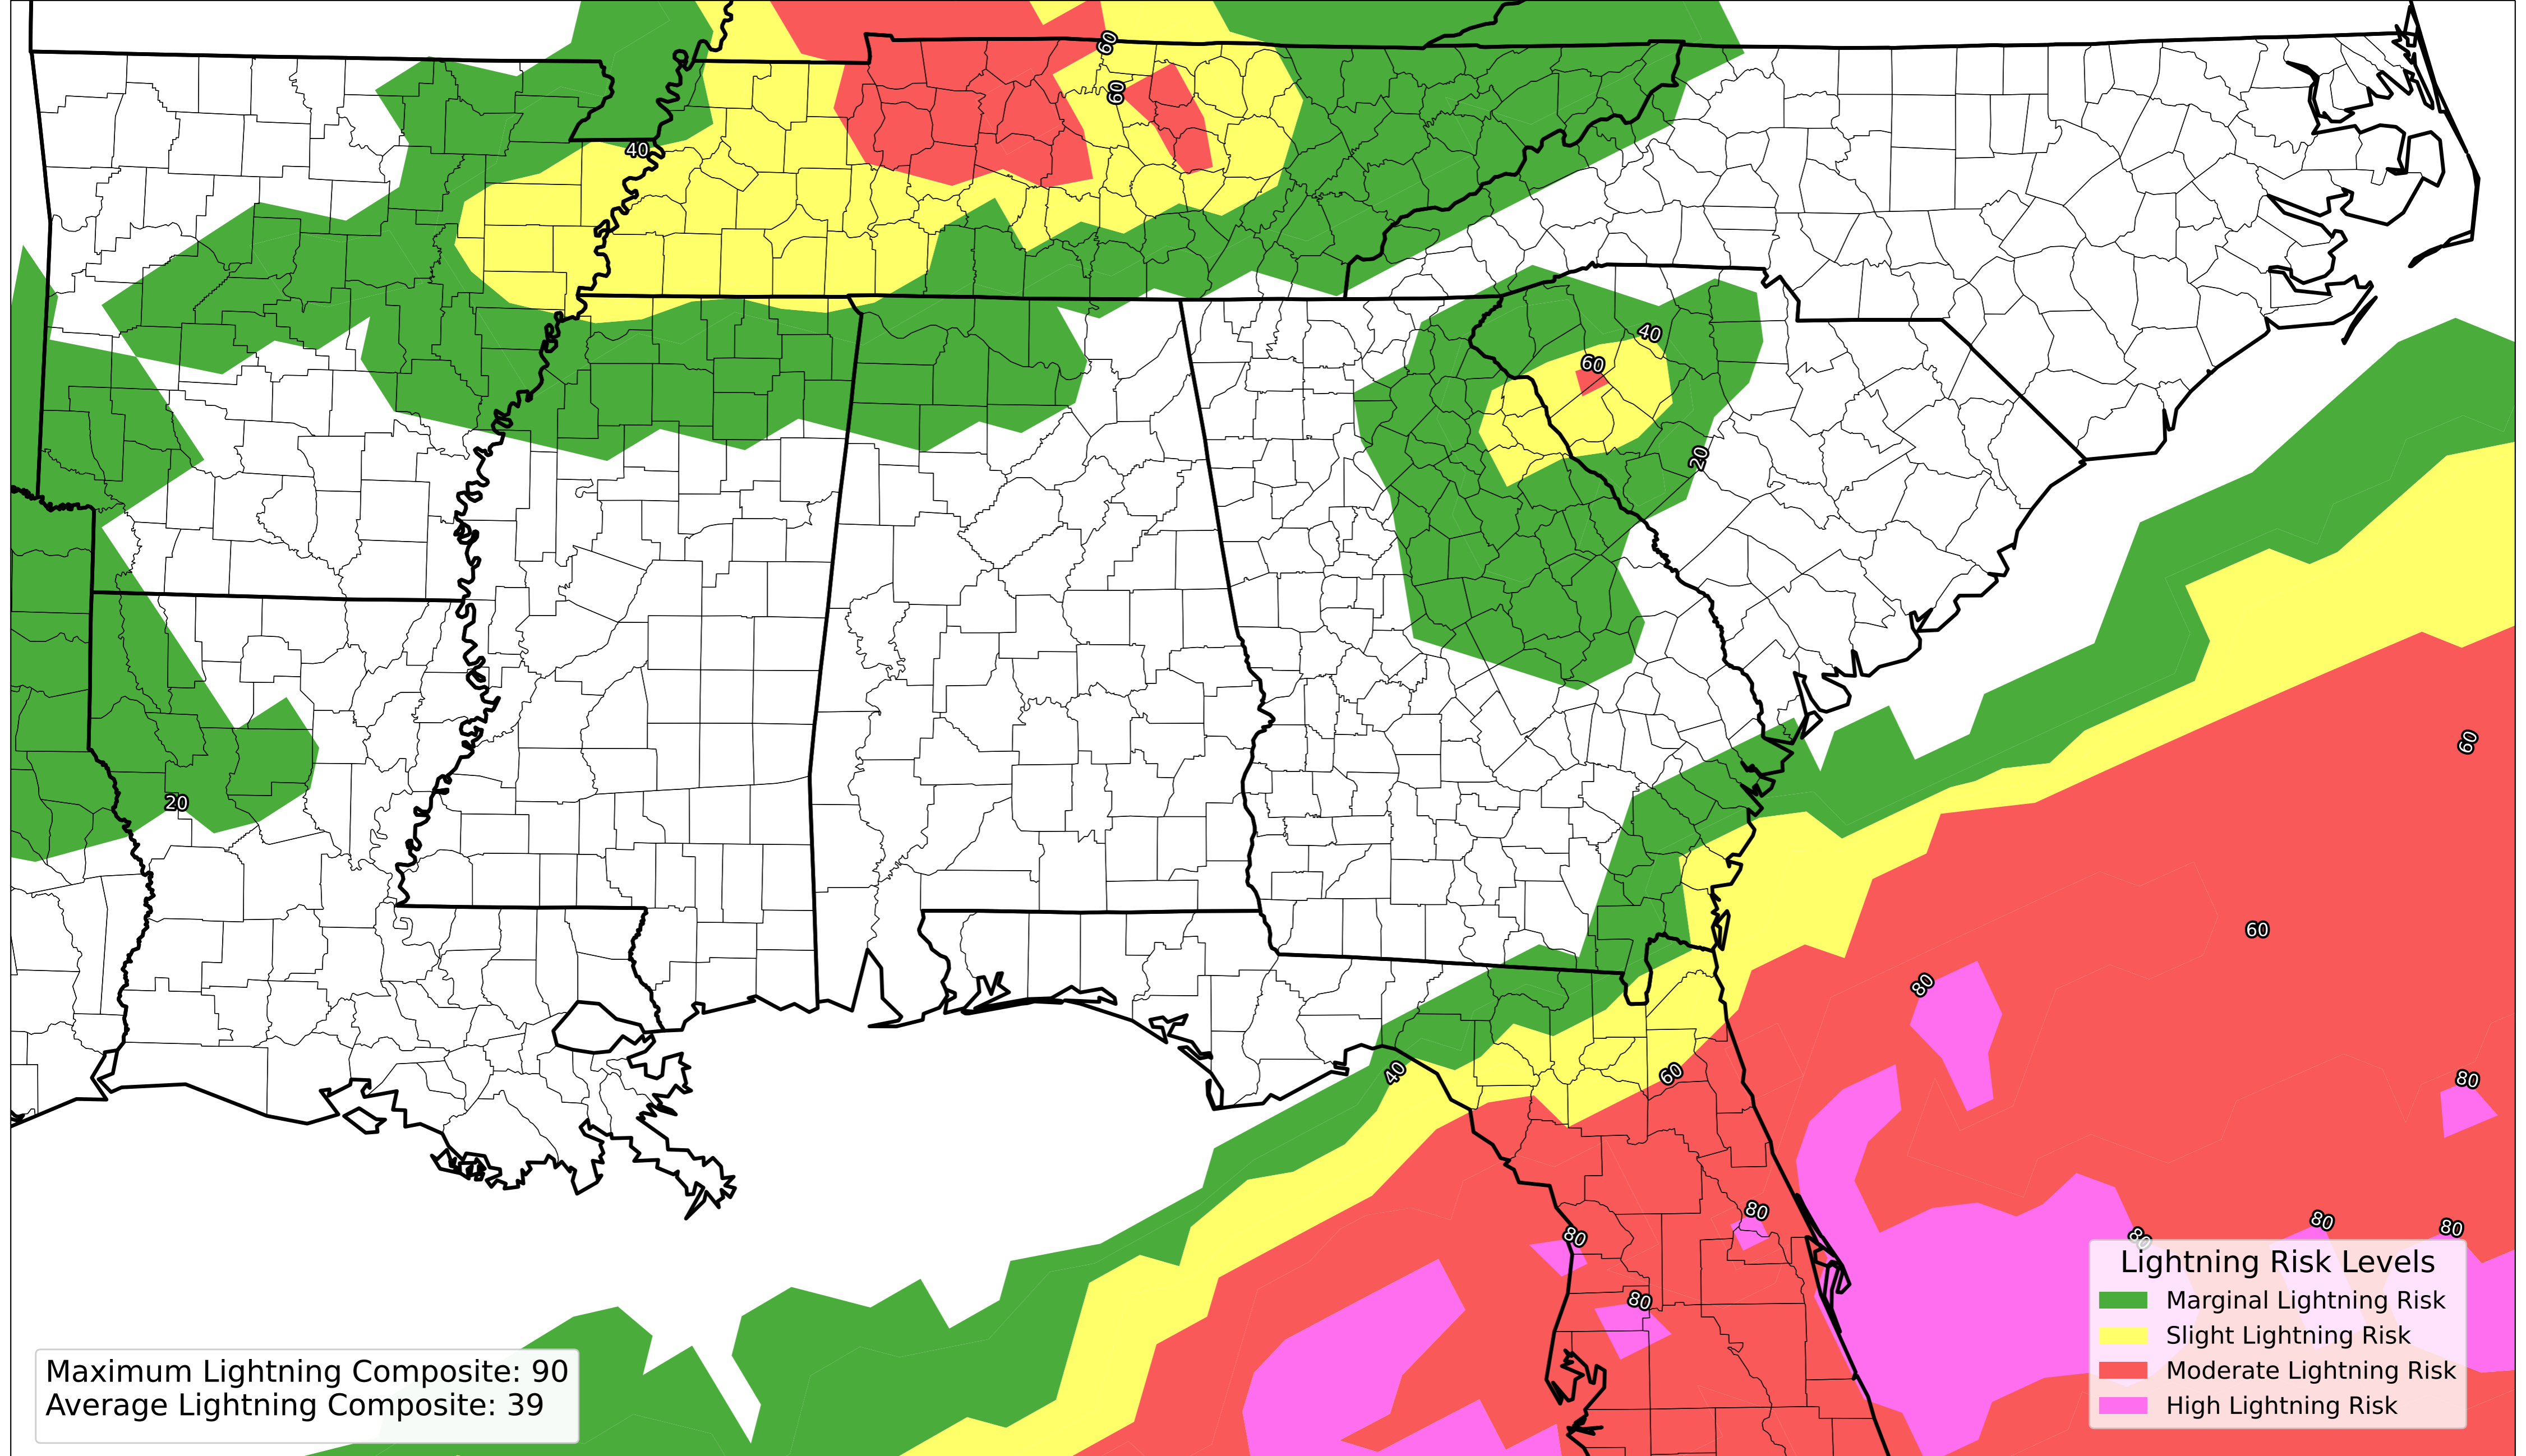 60
60
40
40
60
20
60
20
60
80
40
60
80
80
80
80
80
80
80
Lightning Risk Levels
Marginal Lightning Risk
Slight Lightning Risk
Moderate Lightning Risk
High Lightning Risk
80
Maximum Lightning Composite: 90
Average Lightning Composite: 39